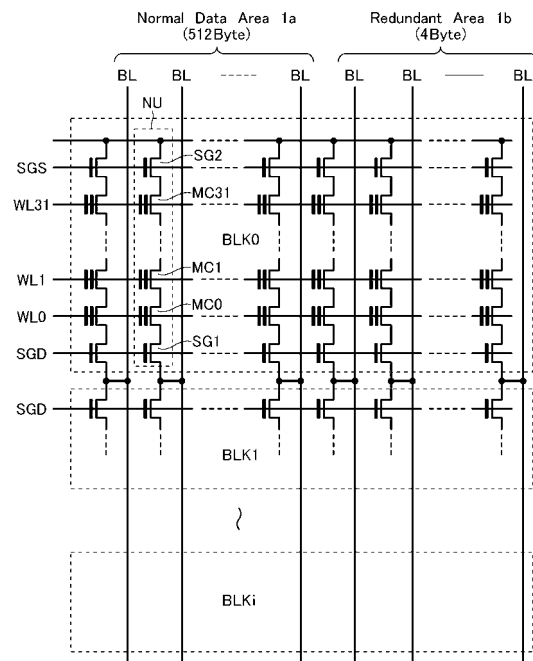 Normal Data Area 1a
(512Byte)
Redundant Area 1b
(4Byte)
BL BL BL BL BL BL
NU
SG2
SGS
MC31
WL31
BLK0
MC1
WL1
MC0
WL0
SG1
SGD
SGD
BLK1
BLKi